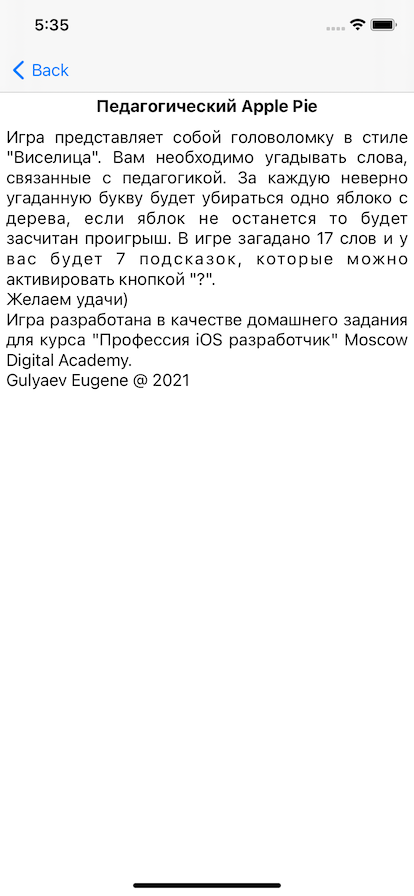 5:35
Back
Педагогический Apple Pie
Игра представляет собой головоломку в стиле
"Виселица". Вам необходимо угадывать слова,
связанные с педагогикой. За каждую неверно
угаданную букву будет убираться одно яблоко с
дерева, если яблок не останется то будет
засчитан проигрыш. В игре загадано 17 слов и у
вас будет 7 подсказок, которые можно
активировать кнопкой "?".
Желаем удачи)
Игра разработана в качестве домашнего задания
для курса "Профессия iOS разработчик" Moscow
Digital Academy.
Gulyaev Eugene @ 2021